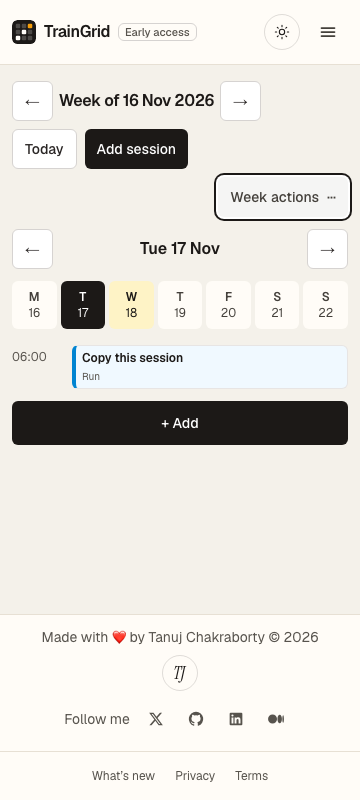 TrainGrid Early access
← Week of 16 Nov 2026 →
Today Add session
Week actions ···
← Tue 17 Nov →
M T W T F S S
16 17 18 19 20 21 22
06:00 Copy this session
Run
+ Add
Made with ❤️ by Tanuj Chakraborty © 2026
TJ
Follow me
What's new Privacy Terms